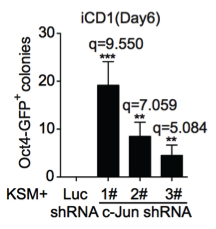 iCD1(Day6)
Oct4-GFP+ colonies
30
20
10
0
q=9.550
***
q=7.059
**
q=5.084
**
KSM+ Luc 1# 2# 3#
shRNA c-Jun shRNA